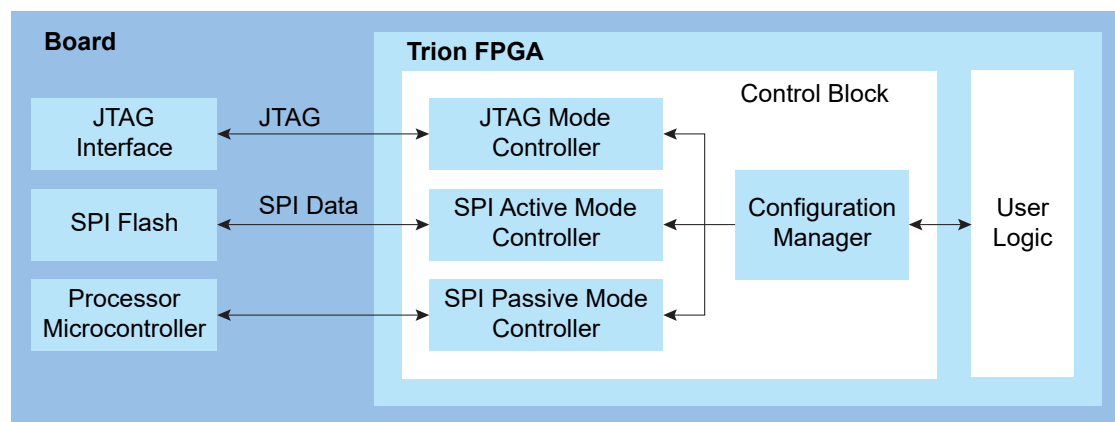 Board
Trion FPGA
Control Block
JTAG
Interface
JTAG
JTAG Mode
Controller
SPI Flash
SPI Data
SPI Active Mode
Controller
Configuration
Manager
User
Logic
Processor
Microcontroller
SPI Passive Mode
Controller